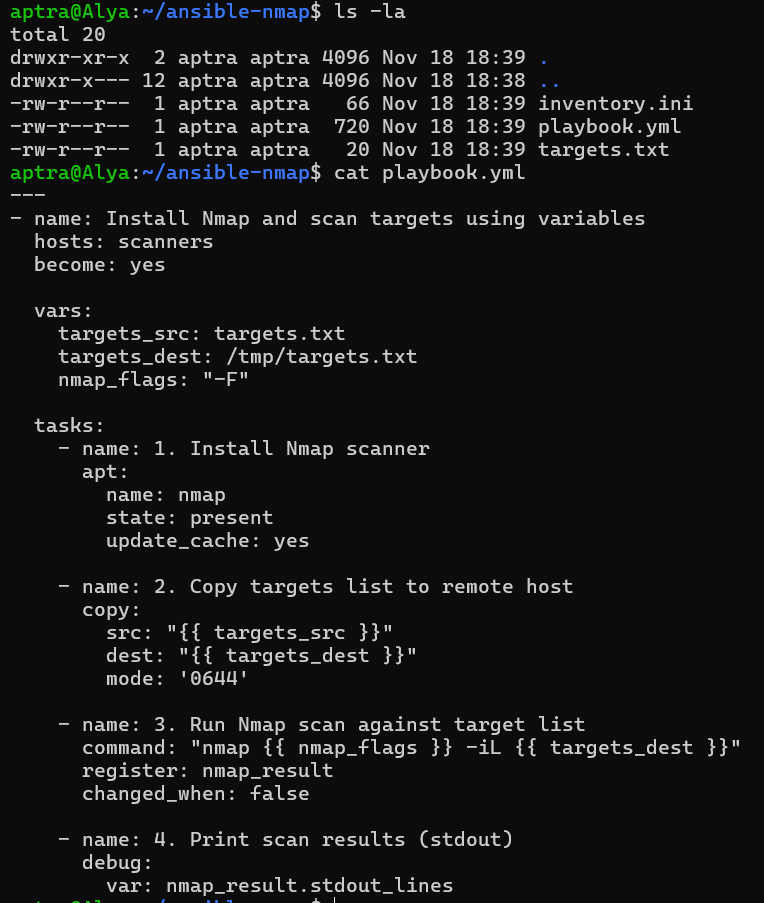 aptra@Alya:~/ansible-nmap$ ls -la
total 20
drwxr-xr-x  2 aptra aptra 4096 Nov 18 18:39 .
drwxr-x--- 12 aptra aptra 4096 Nov 18 18:38 ..
-rw-r--r--  1 aptra aptra   66 Nov 18 18:39 inventory.ini
-rw-r--r--  1 aptra aptra  720 Nov 18 18:39 playbook.yml
-rw-r--r--  1 aptra aptra   20 Nov 18 18:39 targets.txt
aptra@Alya:~/ansible-nmap$ cat playbook.yml
---
- name: Install Nmap and scan targets using variables
  hosts: scanners
  become: yes

  vars:
    targets_src: targets.txt
    targets_dest: /tmp/targets.txt
    nmap_flags: "-F"

  tasks:
    - name: 1. Install Nmap scanner
      apt:
        name: nmap
        state: present
        update_cache: yes

    - name: 2. Copy targets list to remote host
      copy:
        src: "{{ targets_src }}"
        dest: "{{ targets_dest }}"
        mode: '0644'

    - name: 3. Run Nmap scan against target list
      command: "nmap {{ nmap_flags }} -iL {{ targets_dest }}"
      register: nmap_result
      changed_when: false

    - name: 4. Print scan results (stdout)
      debug:
        var: nmap_result.stdout_lines